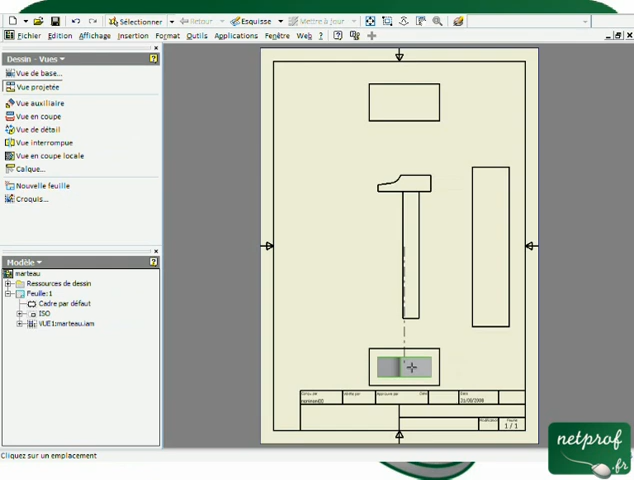 Sélectionner Retour Esquisse Mettre à jour
Fichier Edition Affichage Insertion Format Outils Applications Fenêtre Web ?
Dessin - Vues
Vue de base...
Vue projetée
Vue auxiliaire
Vue en coupe
Vue de détail
Vue interrompue
Vue en coupe locale
Calque...
Nouvelle feuille
Croquis...
Modèle
marteau
Ressources de dessin
Feuille:1
Cadre par défaut
ISO
VUE1:marteau.iam
1 / 1
Cliquez sur un emplacement
netprof
.fr